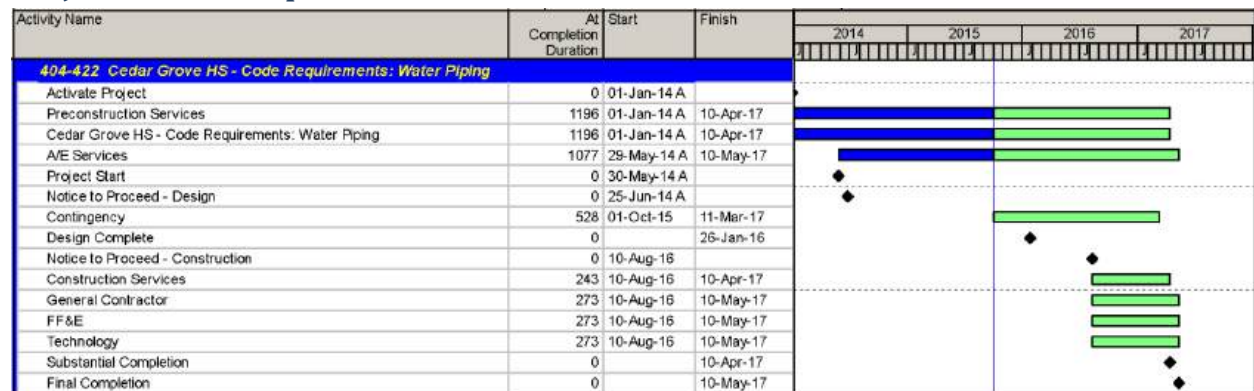 Activity Name At Completion Duration Start Finish 2014 2015 2016 2017
404-422 Cedar Grove HS - Code Requirements: Water Piping
Activate Project 0 01-Jan-14 A
Preconstruction Services 1196 01-Jan-14 A 10-Apr-17
Cedar Grove HS - Code Requirements: Water Piping 1196 01-Jan-14 A 10-Apr-17
A/E Services 1077 29-May-14 A 10-May-17
Project Start 0 30-May-14 A
Notice to Proceed - Design 0 25-Jun-14 A
Contingency 528 01-Oct-15 11-Mar-17
Design Complete 0 26-Jan-16
Notice to Proceed - Construction 0 10-Aug-16
Construction Services 243 10-Aug-16 10-Apr-17
General Contractor 273 10-Aug-16 10-May-17
FF&E 273 10-Aug-16 10-May-17
Technology 273 10-Aug-16 10-May-17
Substantial Completion 0 10-Apr-17
Final Completion 0 10-May-17